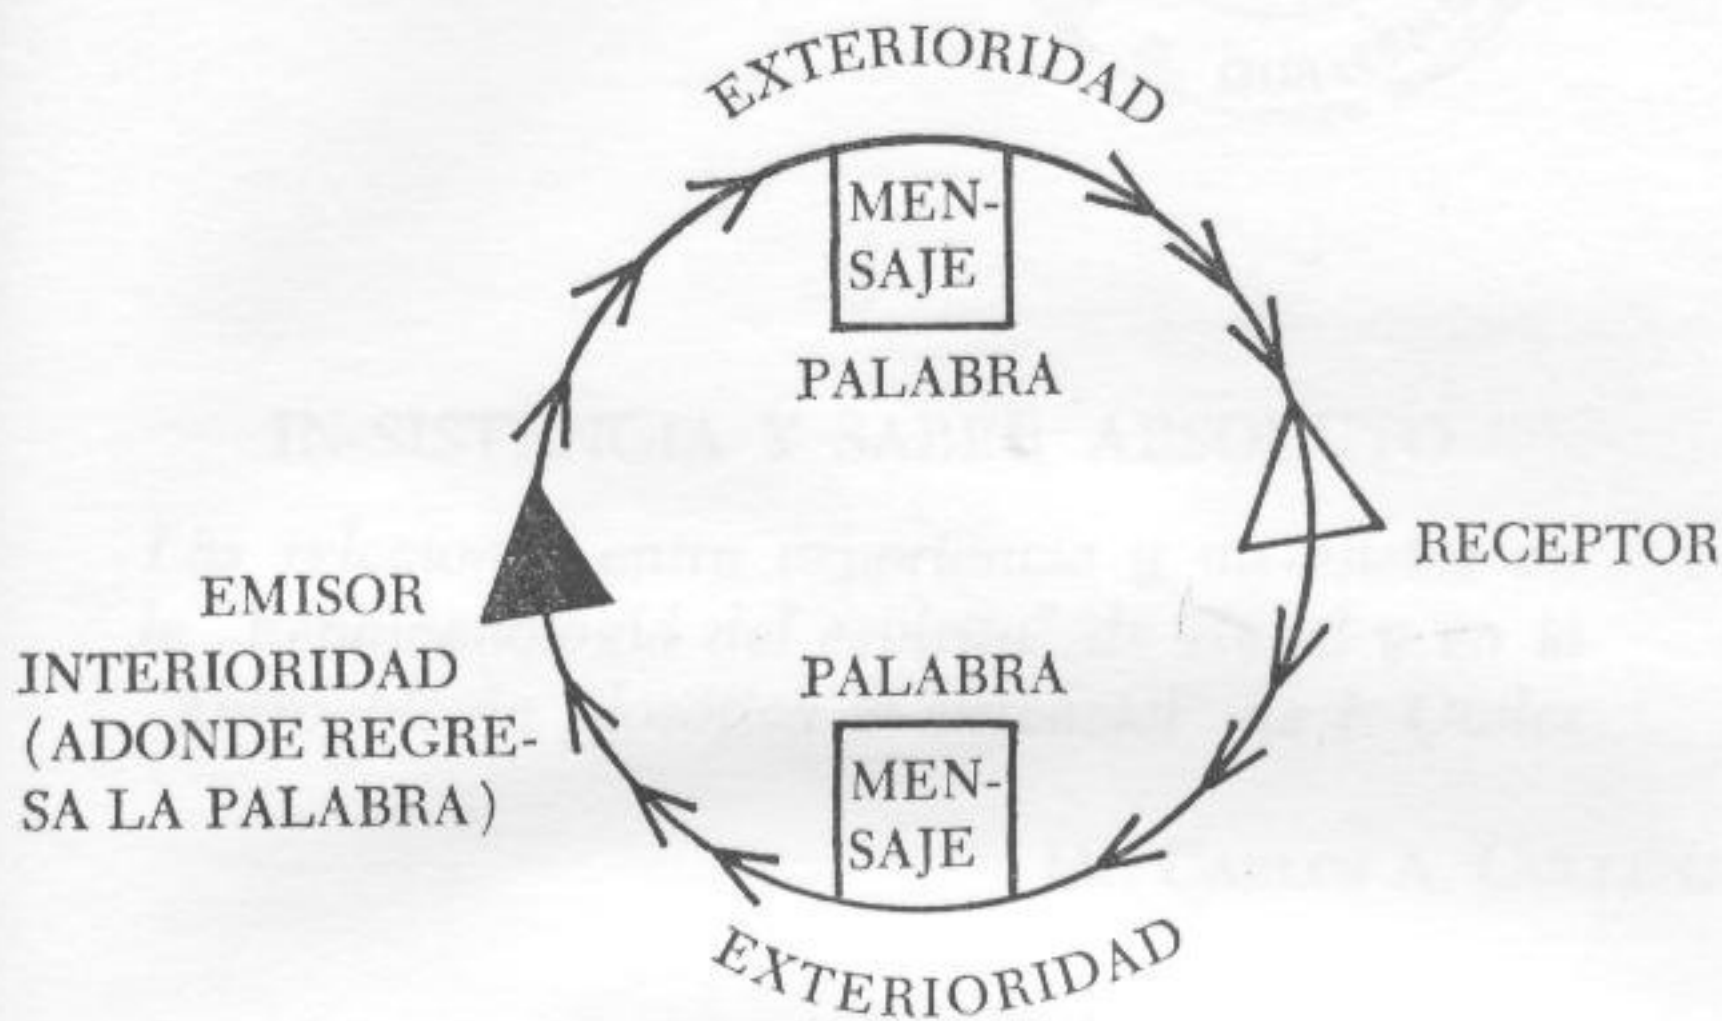 EXTERIORIDAD
MEN-
SAJE
PALABRA
RECEPTOR
EMISOR
INTERIORIDAD
(ADONDE REGRE-
SA LA PALABRA)
PALABRA
MEN-
SAJE
EXTERIORIDAD